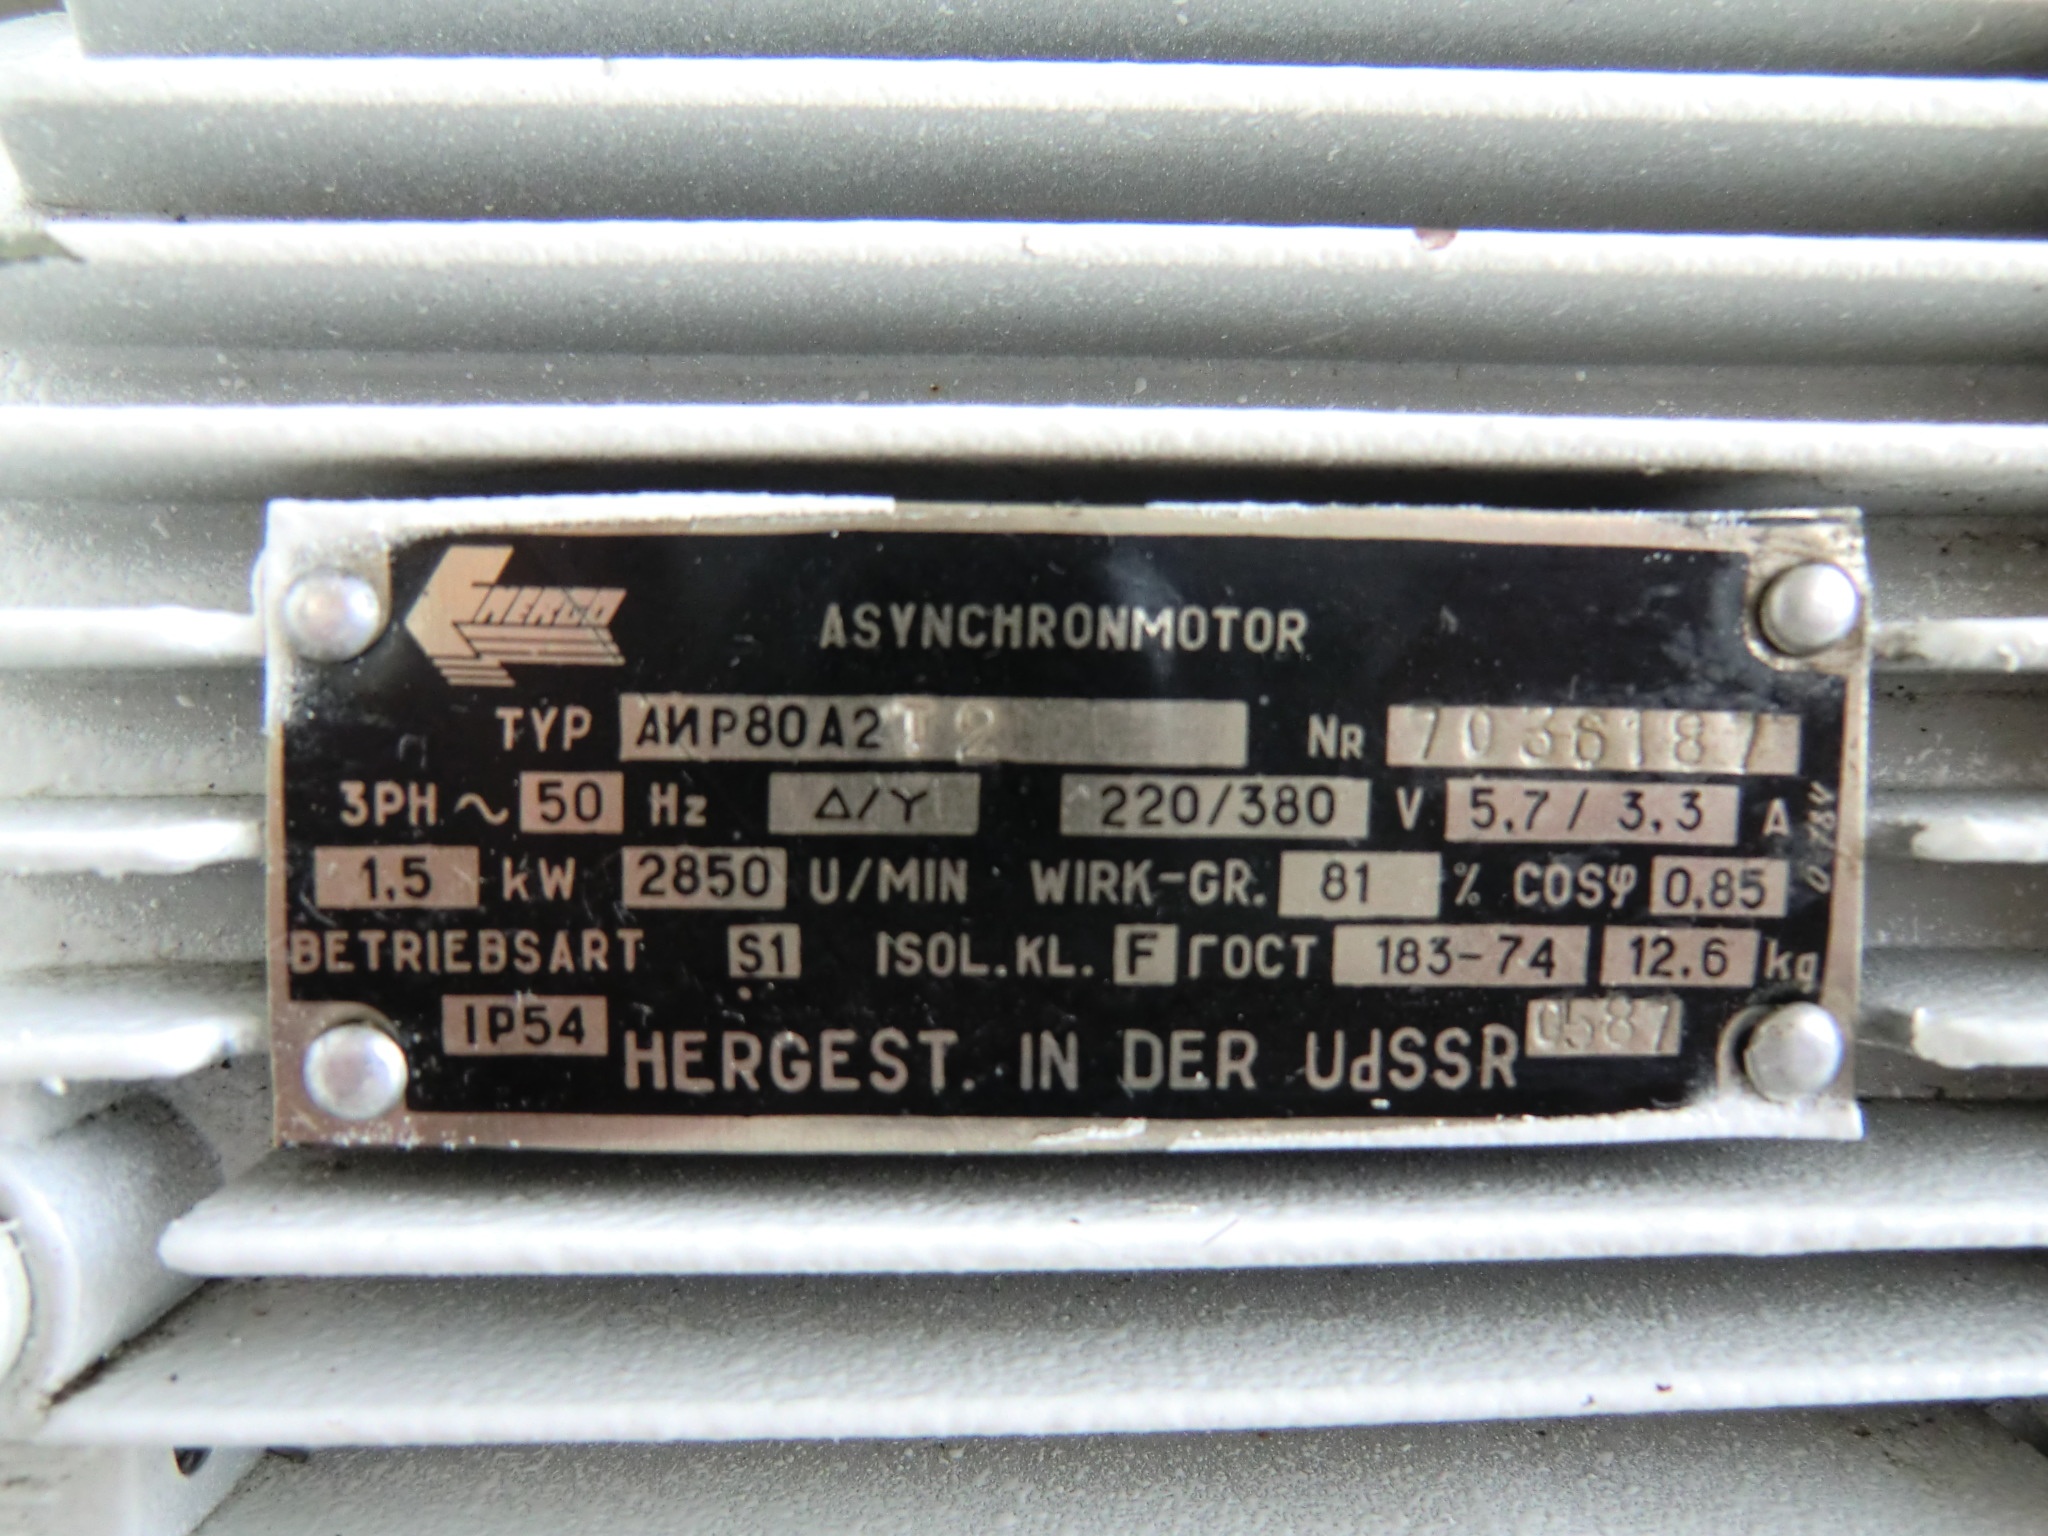 ENERGO
ASYNCHRONMOTOR
TYP АИР80А2 Т2 NR 7036187
3PH ~ 50 Hz Δ/Y 220/380 V 5,7 / 3,3 A
1,5 kW 2850 U/MIN WIRK-GR. 81 % COSφ 0,85
BETRIEBSART S1 ISOL.KL. F ГОСТ 183-74 12.6 kg
IP54 HERGEST. IN DER UdSSR 0587